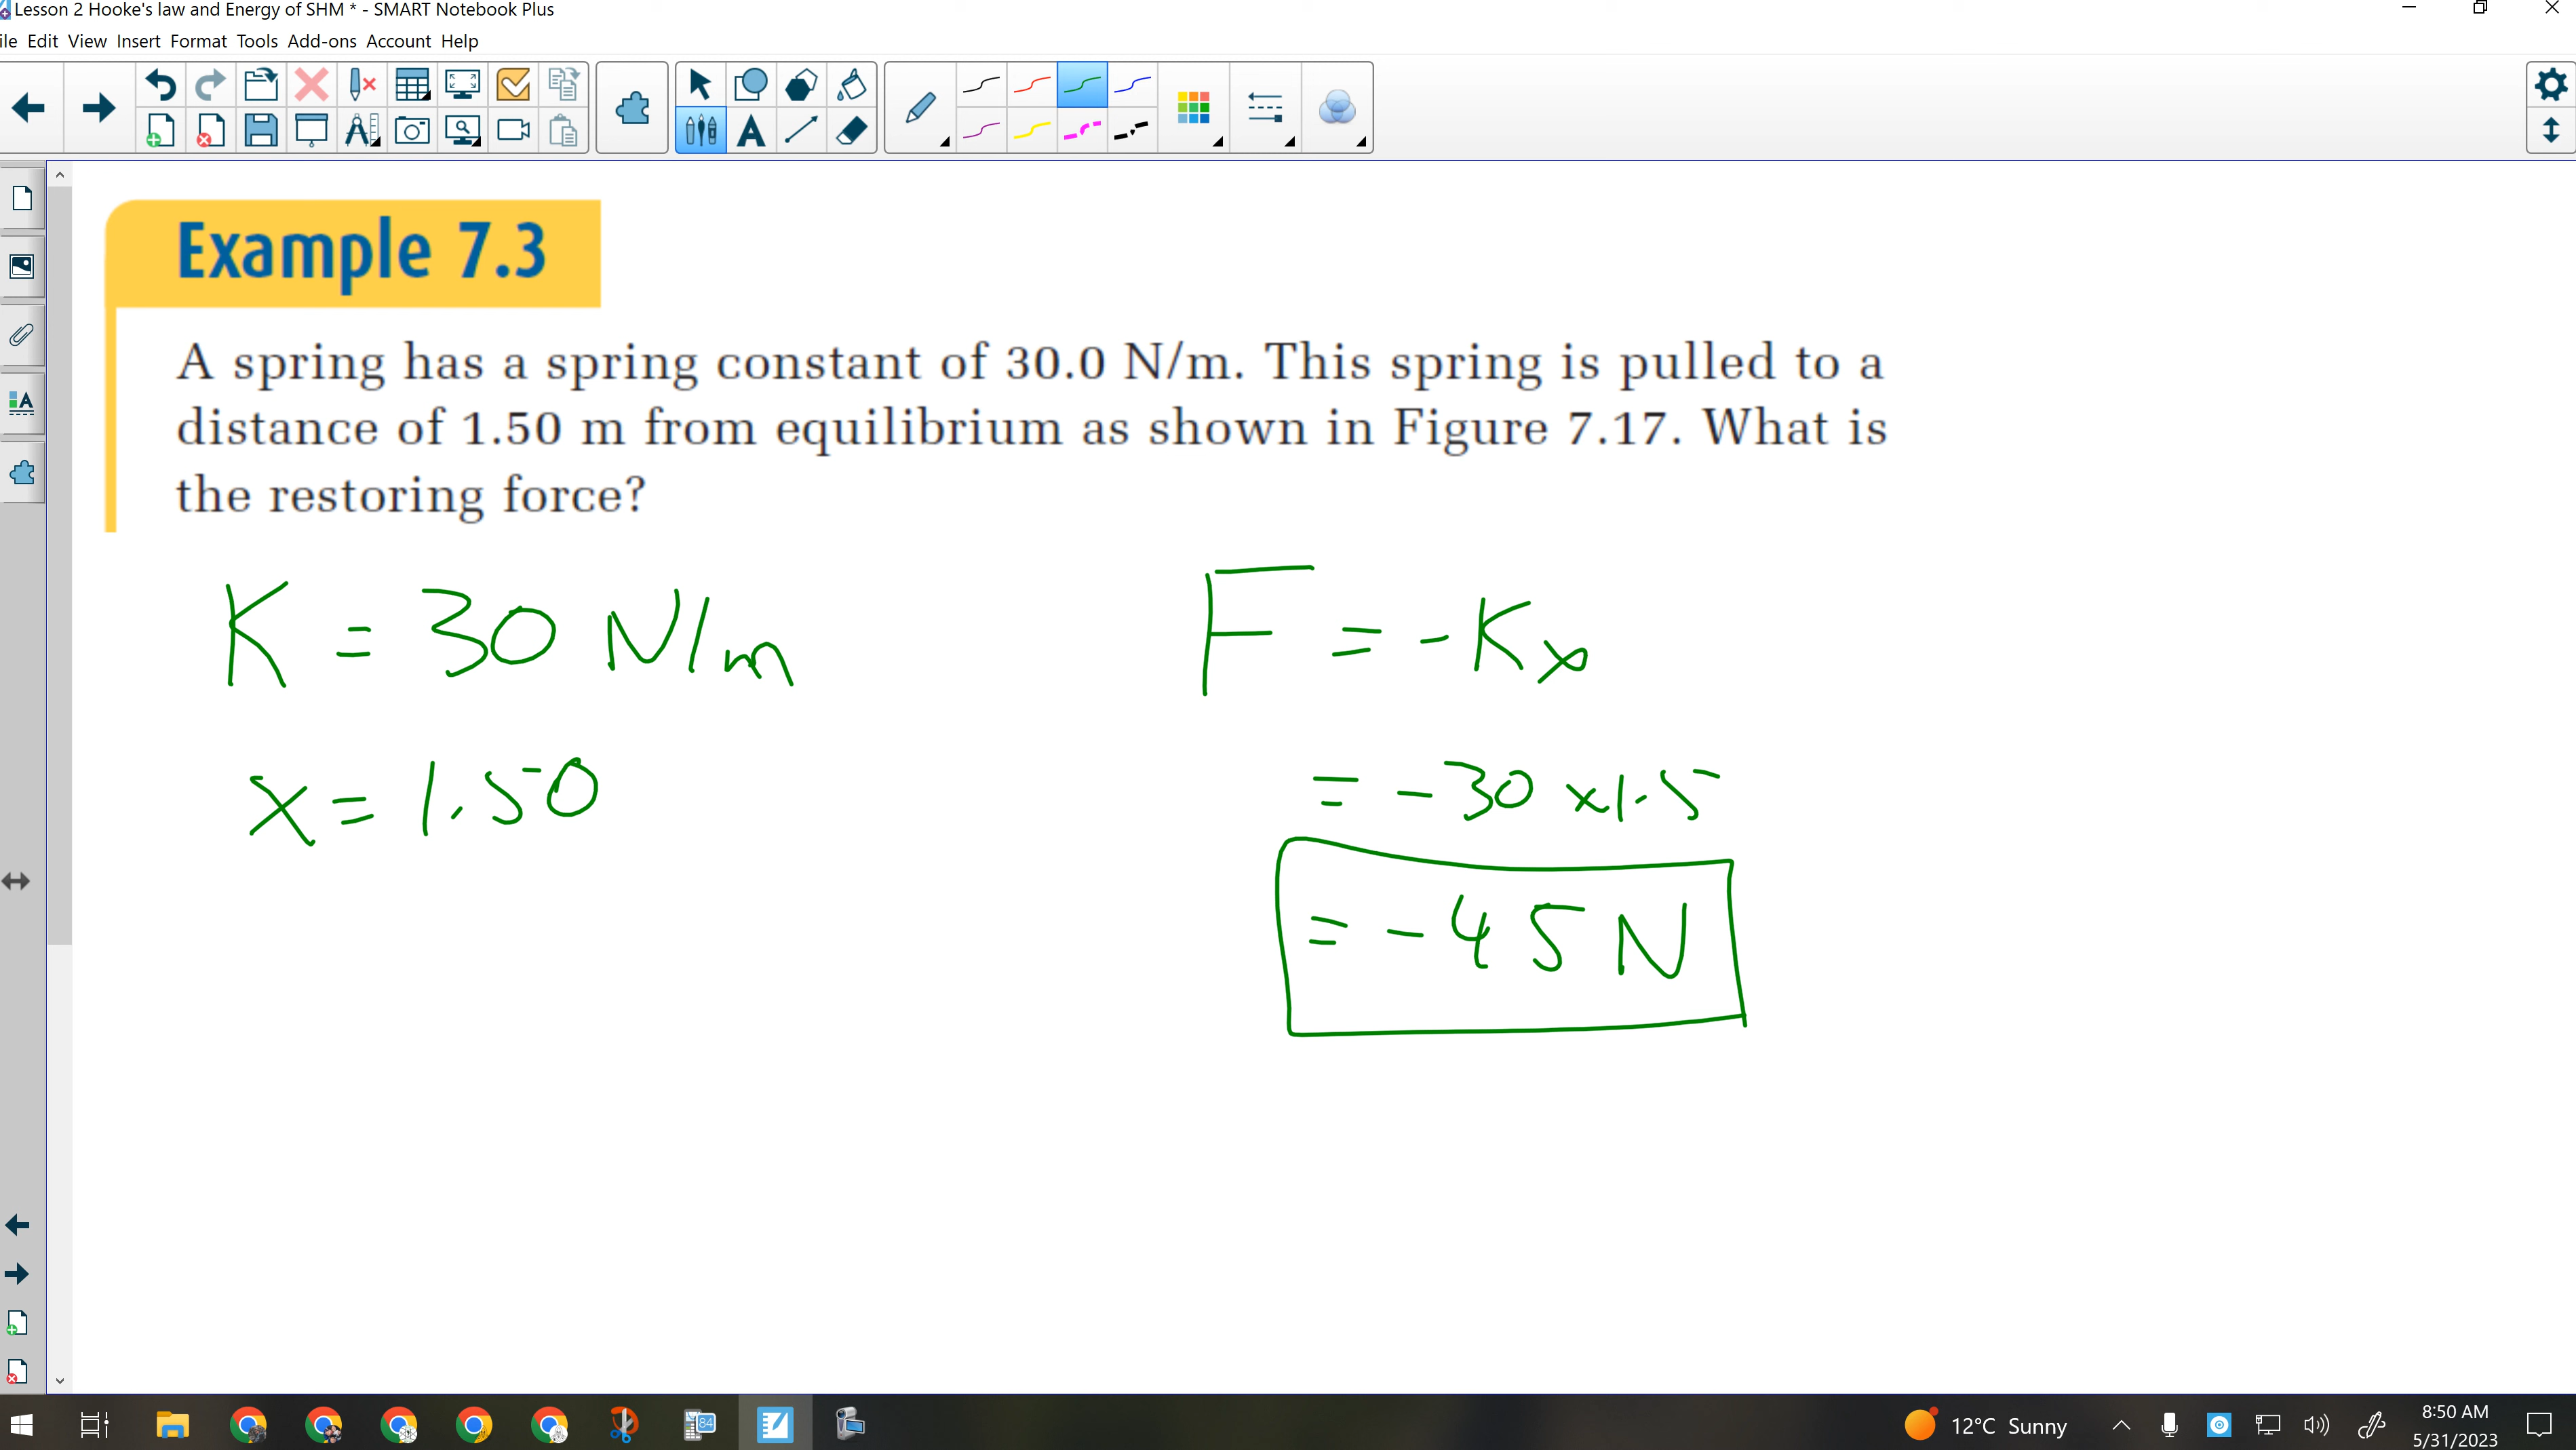 Lesson 2 Hooke's law and Energy of SHM * - SMART Notebook Plus
ile Edit View Insert Format Tools Add-ons Account Help
Example 7.3
A spring has a spring constant of 30.0 N/m. This spring is pulled to a
distance of 1.50 m from equilibrium as shown in Figure 7.17. What is
the restoring force?
K = 30 N/m
F = -Kx
x = 1.50
= -30 x1.5
= -45N
84
12°C Sunny
8:50 AM
5/31/2023